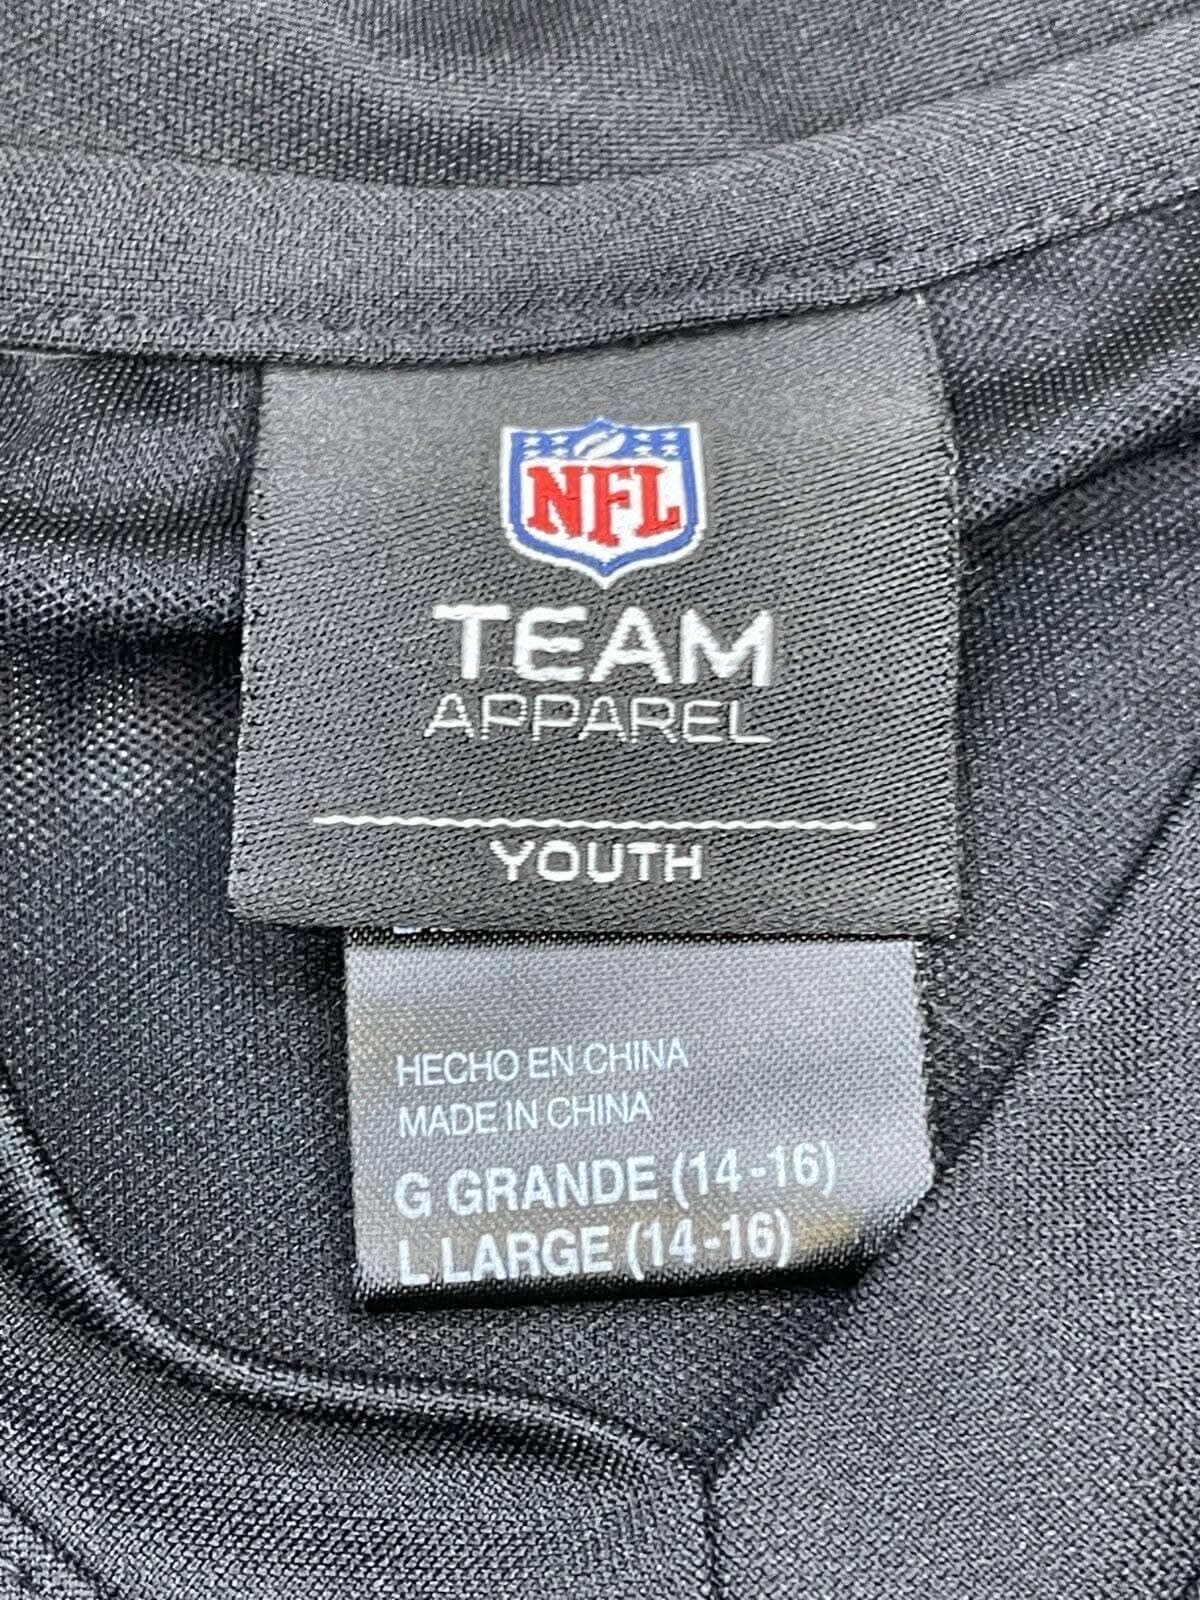 NFL
TEAM
APPAREL
YOUTH
HECHO EN CHINA
MADE IN CHINA
G GRANDE (14-16)
L LARGE (14-16)